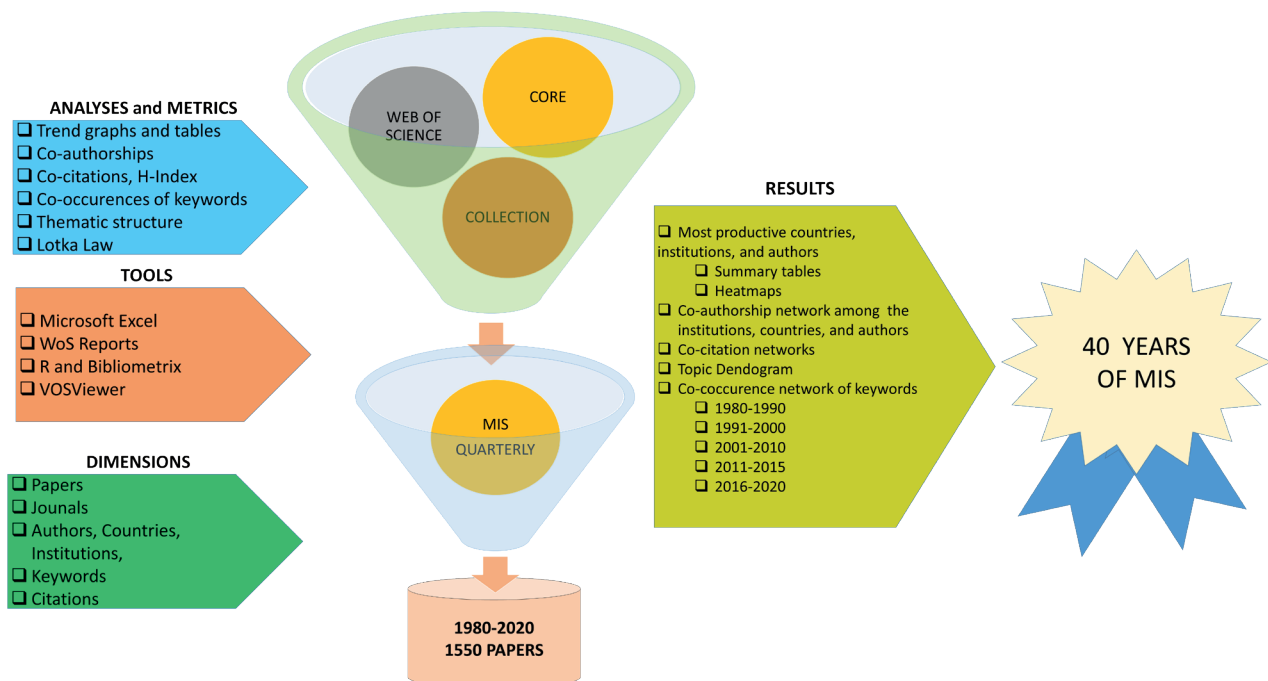 ANALYSES and METRICS
❑ Trend graphs and tables
❑ Co-authorships
❑ Co-citations, H-Index
❑ Co-occurences of keywords
❑ Thematic structure
❑ Lotka Law
TOOLS
❑ Microsoft Excel
❑ WoS Reports
❑ R and Bibliometrix
❑ VOSViewer
DIMENSIONS
❑ Papers
❑ Jounals
❑ Authors, Countries,
Institutions,
❑ Keywords
❑ Citations
WEB OF
SCIENCE
CORE
COLLECTION
MIS
QUARTERLY
1980-2020
1550 PAPERS
RESULTS
❑ Most productive countries,
institutions, and authors
❑ Summary tables
❑ Heatmaps
❑ Co-authorship network among the
institutions, countries, and authors
❑ Co-citation networks
❑ Topic Dendogram
❑ Co-coccurence network of keywords
❑ 1980-1990
❑ 1991-2000
❑ 2001-2010
❑ 2011-2015
❑ 2016-2020
40 YEARS
OF MIS